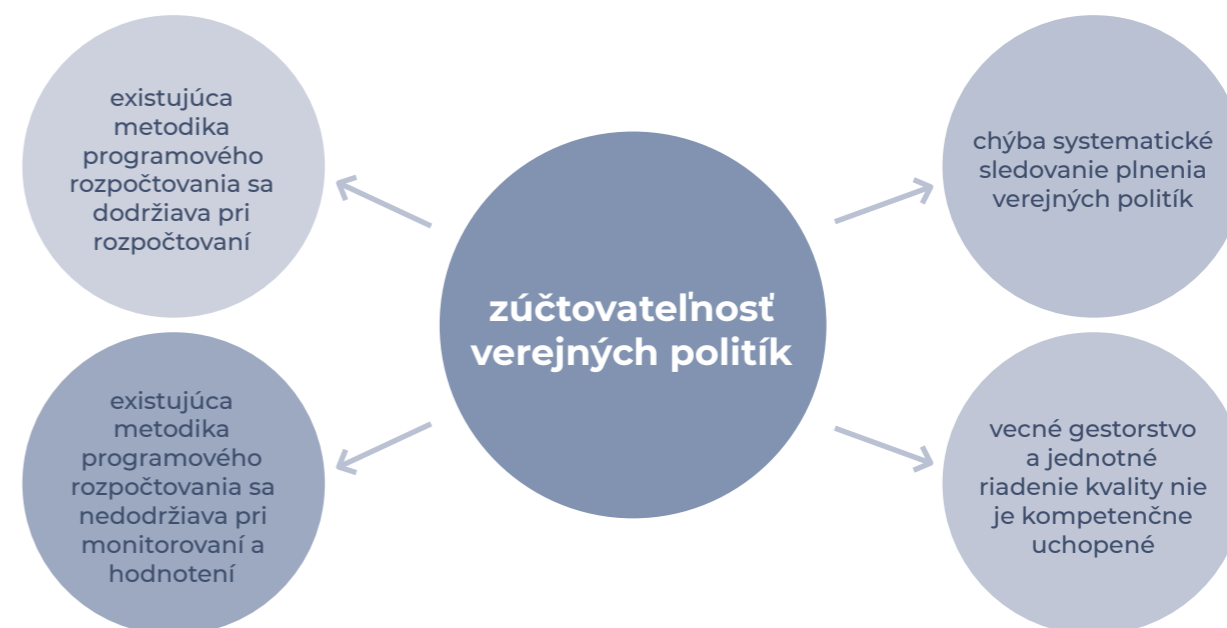 existujúca
metodika
programového
rozpočtovania sa
dodržiava pri
rozpočtovaní
existujúca
metodika
programového
rozpočtovania sa
nedodržiava pri
monitorovaní a
hodnotení
zúčtovateľnosť
verejných politík
chýba systematické
sledovanie plnenia
verejných politík
vecné gestorstvo
a jednotné
riadenie kvality nie
je kompetenčne
uchopené